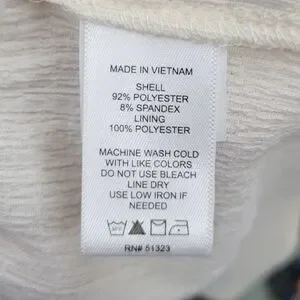 MADE IN VIETNAM
SHELL
92% POLYESTER
8% SPANDEX
LINING
100% POLYESTER
MACHINE WASH COLD
WITH LIKE COLORS
DO NOT USE BLEACH
LINE DRY
USE LOW IRON IF
NEEDED
RN# 51323